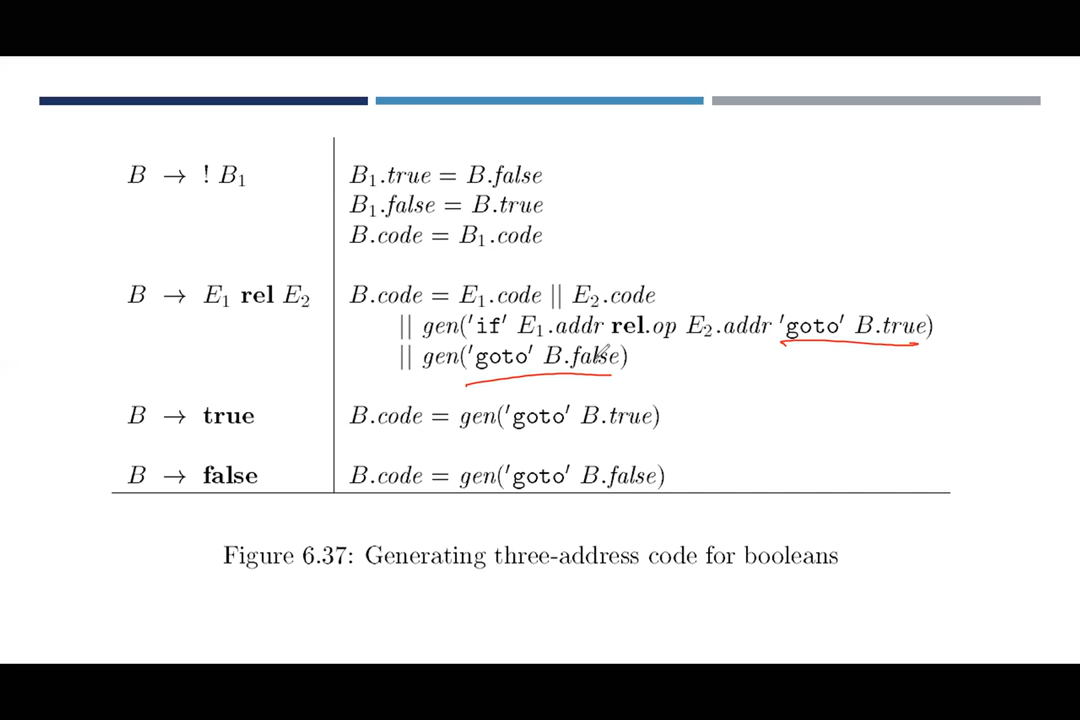 B → ! B₁
B₁.true = B.false
B₁.false = B.true
B.code = B₁.code
B → E₁ rel E₂
B.code = E₁.code || E₂.code
|| gen('if' E₁.addr rel.op E₂.addr 'goto' B.true)
|| gen('goto' B.false)
B → true
B.code = gen('goto' B.true)
B → false
B.code = gen('goto' B.false)
Figure 6.37: Generating three-address code for booleans